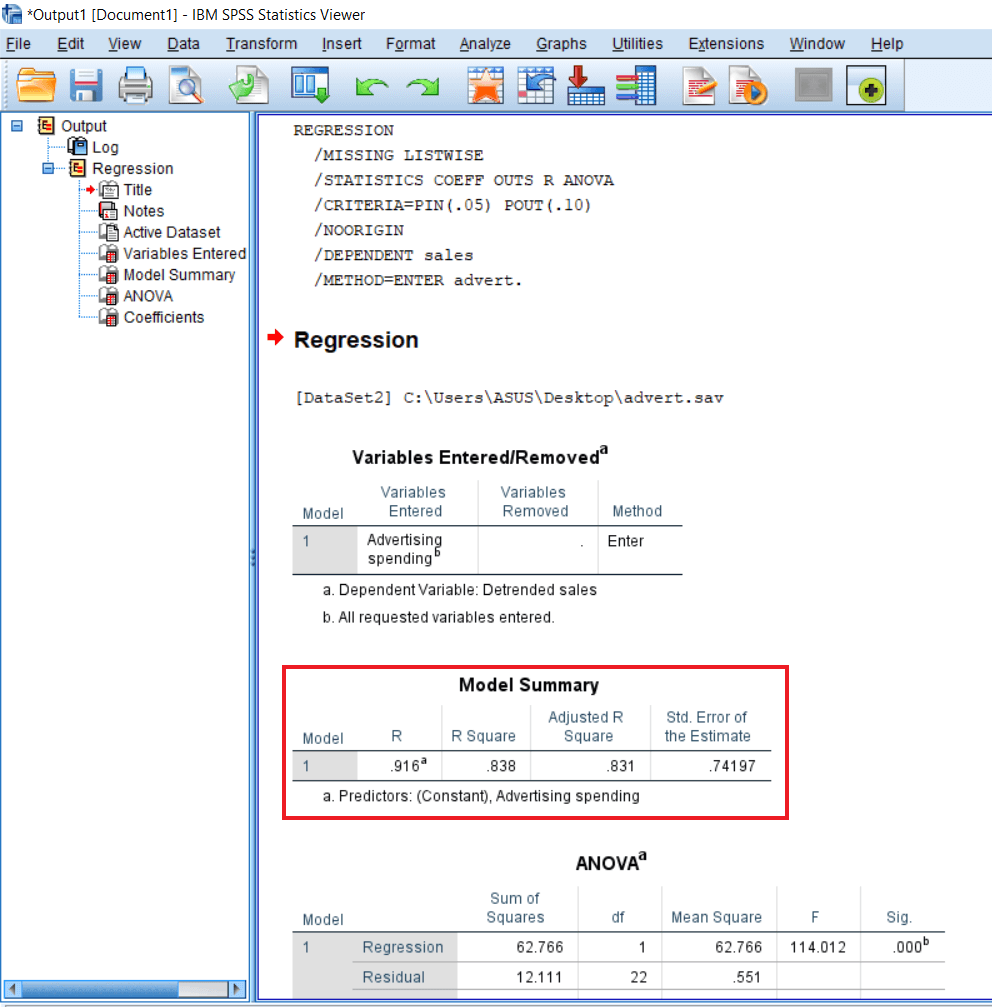 *Output1 [Document1] - IBM SPSS Statistics Viewer
File Edit View Data Transform Insert Format Analyze Graphs Utilities Extensions Window Help
Output
Log
Regression
Title
Notes
Active Dataset
Variables Entered
Model Summary
ANOVA
Coefficients
REGRESSION
/MISSING LISTWISE
/STATISTICS COEFF OUTS R ANOVA
/CRITERIA=PIN(.05) POUT(.10)
/NOORIGIN
/DEPENDENT sales
/METHOD=ENTER advert.
Regression
[DataSet2] C:\Users\ASUS\Desktop\advert.sav
Variables Entered/Removedᵃ
Model Variables Entered Variables Removed Method
1 Advertising spendingᵇ . Enter
a. Dependent Variable: Detrended sales
b. All requested variables entered.
Model Summary
Model R R Square Adjusted R Square Std. Error of the Estimate
1 .916ᵃ .838 .831 .74197
a. Predictors: (Constant), Advertising spending
ANOVAᵃ
Model Sum of Squares df Mean Square F Sig.
1 Regression 62.766 1 62.766 114.012 .000ᵇ
Residual 12.111 22 .551